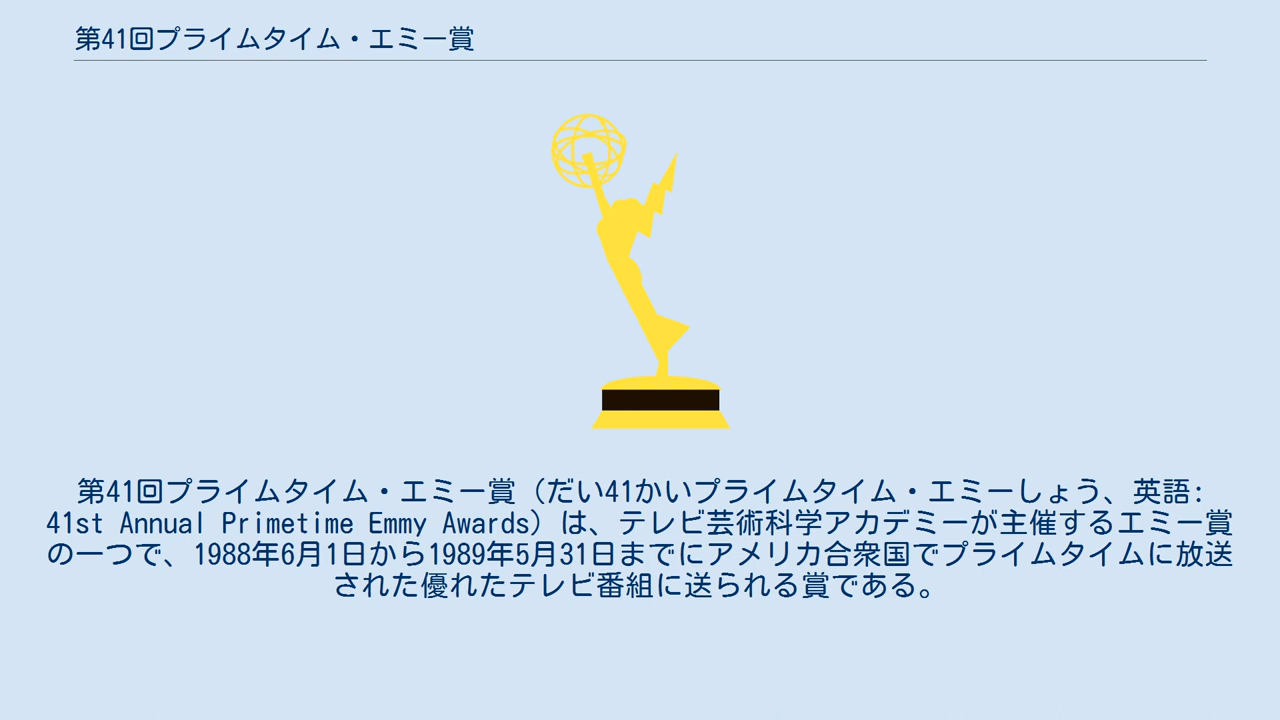 第41回プライムタイム・エミー賞
第41回プライムタイム・エミー賞（だい41かいプライムタイム・エミーしょう、英語:
41st Annual Primetime Emmy Awards）は、テレビ芸術科学アカデミーが主催するエミー賞
の一つで、1988年6月1日から1989年5月31日までにアメリカ合衆国でプライムタイムに放送
された優れたテレビ番組に送られる賞である。